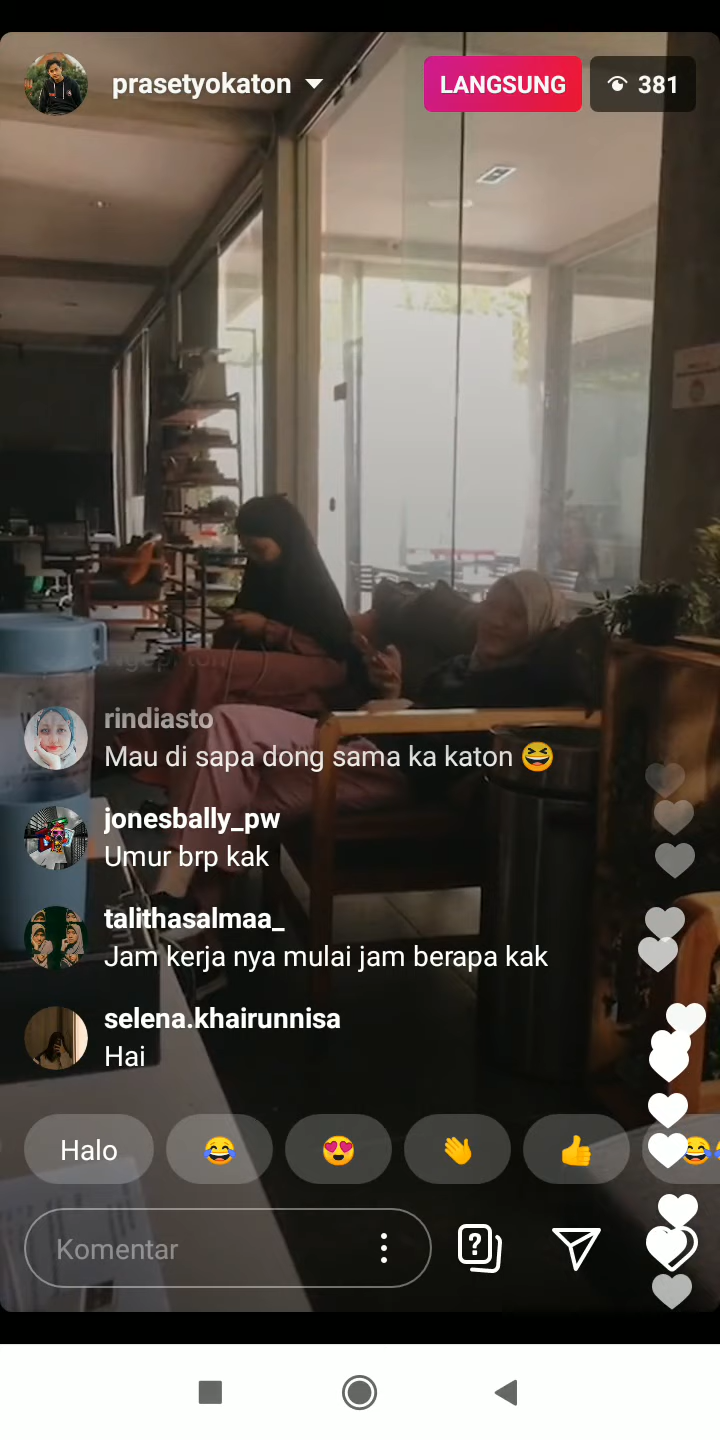 prasetyokaton
LANGSUNG
381
rindiasto
Mau di sapa dong sama ka katon 😆
jonesbally_pw
Umur brp kak
talithasalmaa_
Jam kerja nya mulai jam berapa kak
selena.khairunnisa
Hai
Halo 😂 😍 👋 👍 😂
Komentar